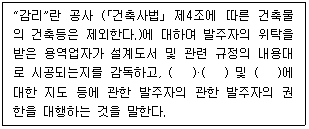 "감리"란 공사 (「건축사법」 제4조에 따른 건축물
의 건축등은 제외한다.)에 대하며 발주자의 위탁을
받은 용역업자가 설계도서 및 관련 규정의 내용대
로 시공되는지를 감독하고, (    )·(    ) 및 (    )에
대한 지도 등에 관한 발주자의 관한 발주자의 권
한을 대행하는 것을 말한다.